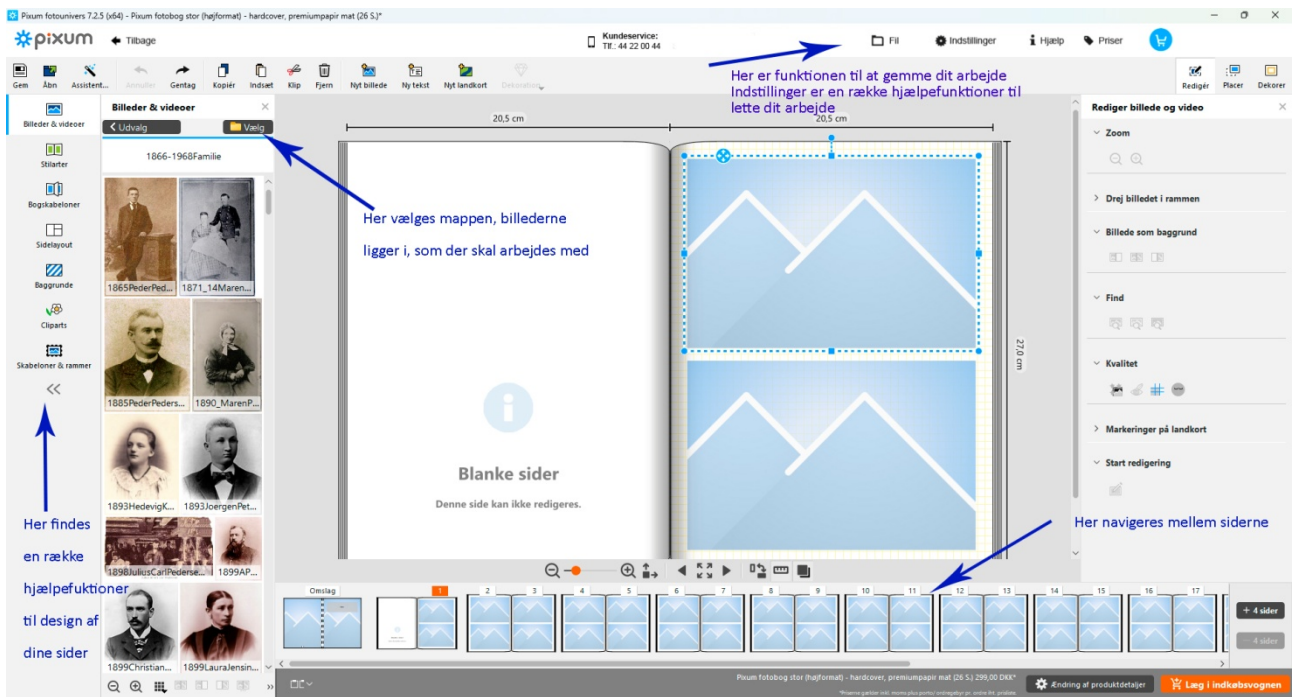 Pixum fotounivers 7.2.5 (x64) - Pixum fotobog stor (højformat) - hardcover, premiumpapir mat (26 S.)*
pixum
Tilbage
Kundeservice:
Tlf.: 44 22 00 44
Fil
Indstillinger
Hjælp
Priser
Gem
Åbn
Assistent...
Annuller
Gentag
Kopiér
Indsæt
Klip
Fjern
Nyt billede
Ny tekst
Nyt landkort
Redigér
Placer
Dekorer
Her er funktionen til at gemme dit arbejde
Indstillinger er en række hjælpefunktioner til
lette dit arbejde
Billeder & videoer
Stilarter
Bogskabeloner
Sidelayout
Baggrunde
Cliparts
Skabeloner & rammer
Her findes
en række
hjælpefuktioner
til design af
dine sider
Billeder & videoer
Udvalg
Vælg
1866-1968Familie
1865PederPed...
1871_14Maren...
1885PederPeders...
1890_MarenP...
1893HedevigK...
1893JoergenPet...
1898JuliusCarlPederse...
1899AP...
1899Christian...
1899LauraJensin...
20,5 cm
20,5 cm
27,0 cm
Her vælges mappen, billederne
ligger i, som der skal arbejdes med
Blanke sider
Denne side kan ikke redigeres.
Rediger billede og video
Zoom
Drej billedet i rammen
Billede som baggrund
Find
Kvalitet
Markeringer på landkort
Start redigering
Her navigeres mellem siderne
Omslag
1
2
3
4
5
6
7
8
9
10
11
12
13
14
15
16
17
+ 4 sider
- 4 sider
Pixum fotobog stor (højformat) - hardcover, premiumpapir mat (26 S.) 299,00 DKK*
Ændring af produktdetaljer
Læg i indkøbsvognen